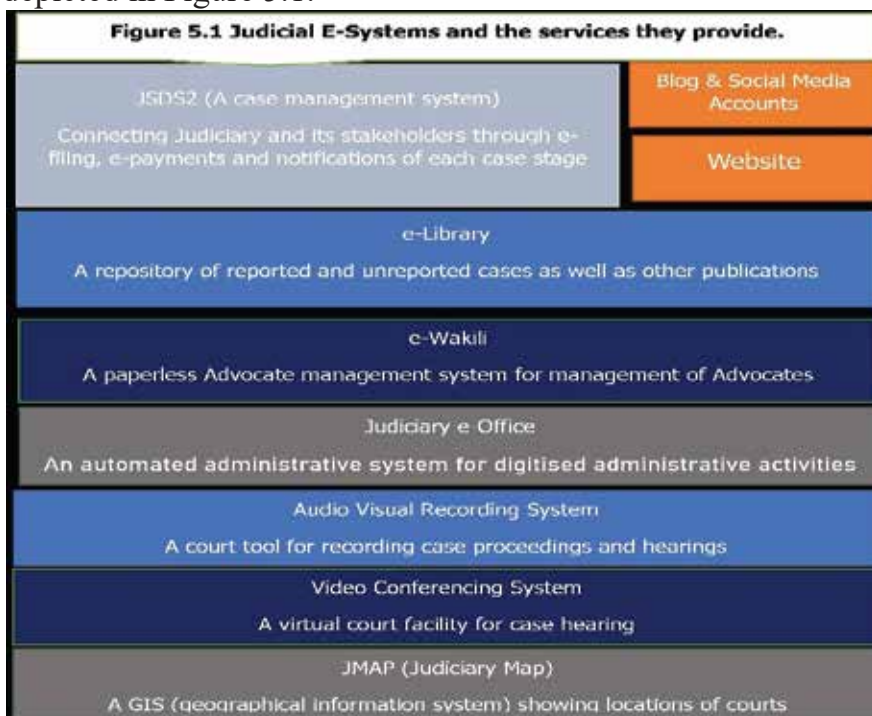 depicted in Figure 5.1.
Figure 5.1 Judicial E-Systems and the services they provide.
JSDS2 (A case management system)
Connecting Judiciary and its stakeholders through e-
filing, e-payments and notifications of each case stage
Blog & Social Media
Accounts
Website
e-Library
A repository of reported and unreported cases as well as other publications
e-Wakili
A paperless Advocate management system for management of Advocates
Judiciary e Office
An automated administrative system for digitised administrative activities
Audio Visual Recording System
A court tool for recording case proceedings and hearings
Video Conferencing System
A virtual court facility for case hearing
JMAP (Judiciary Map)
A GIS (geographical information system) showing locations of courts